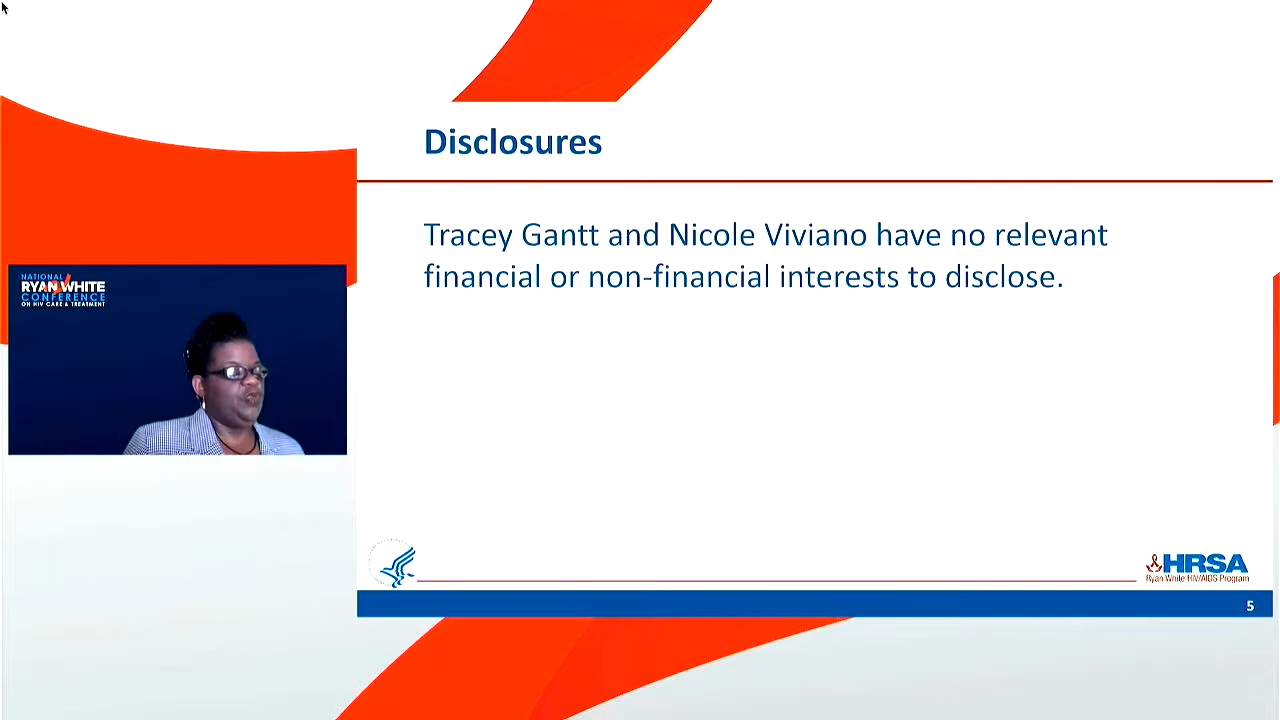 Disclosures
Tracey Gantt and Nicole Viviano have no relevant
financial or non-financial interests to disclose.
NATIONAL
RYAN WHITE
CONFERENCE
ON HIV CARE & TREATMENT
HRSA
Ryan White HIV/AIDS Program
5